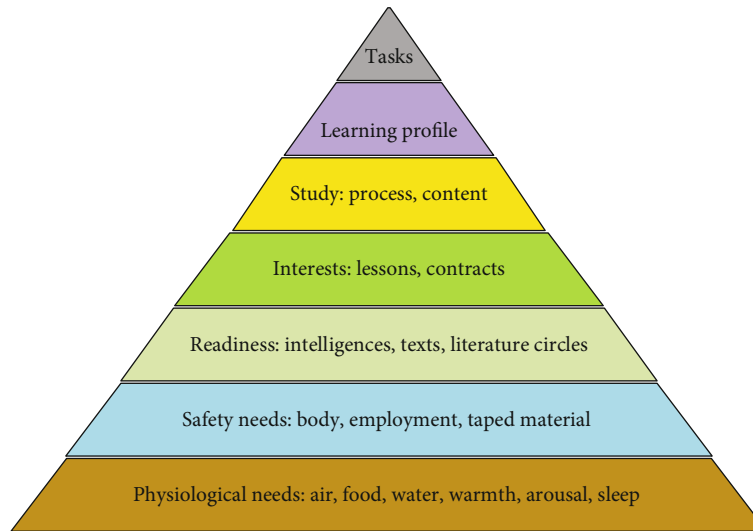 Tasks
Learning profile
Study: process, content
Interests: lessons, contracts
Readiness: intelligences, texts, literature circles
Safety needs: body, employment, taped material
Physiological needs: air, food, water, warmth, arousal, sleep